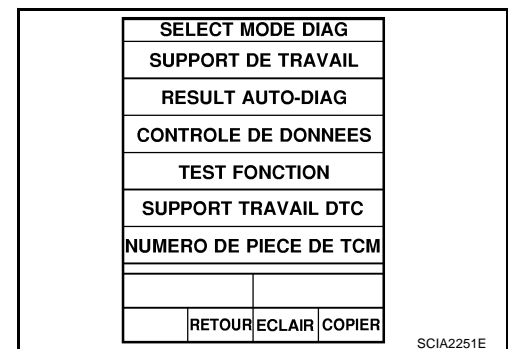 SELECT MODE DIAG
SUPPORT DE TRAVAIL
RESULT AUTO-DIAG
CONTROLE DE DONNEES
TEST FONCTION
SUPPORT TRAVAIL DTC
NUMERO DE PIECE DE TCM
RETOUR ECLAIR COPIER
SCIA2251E